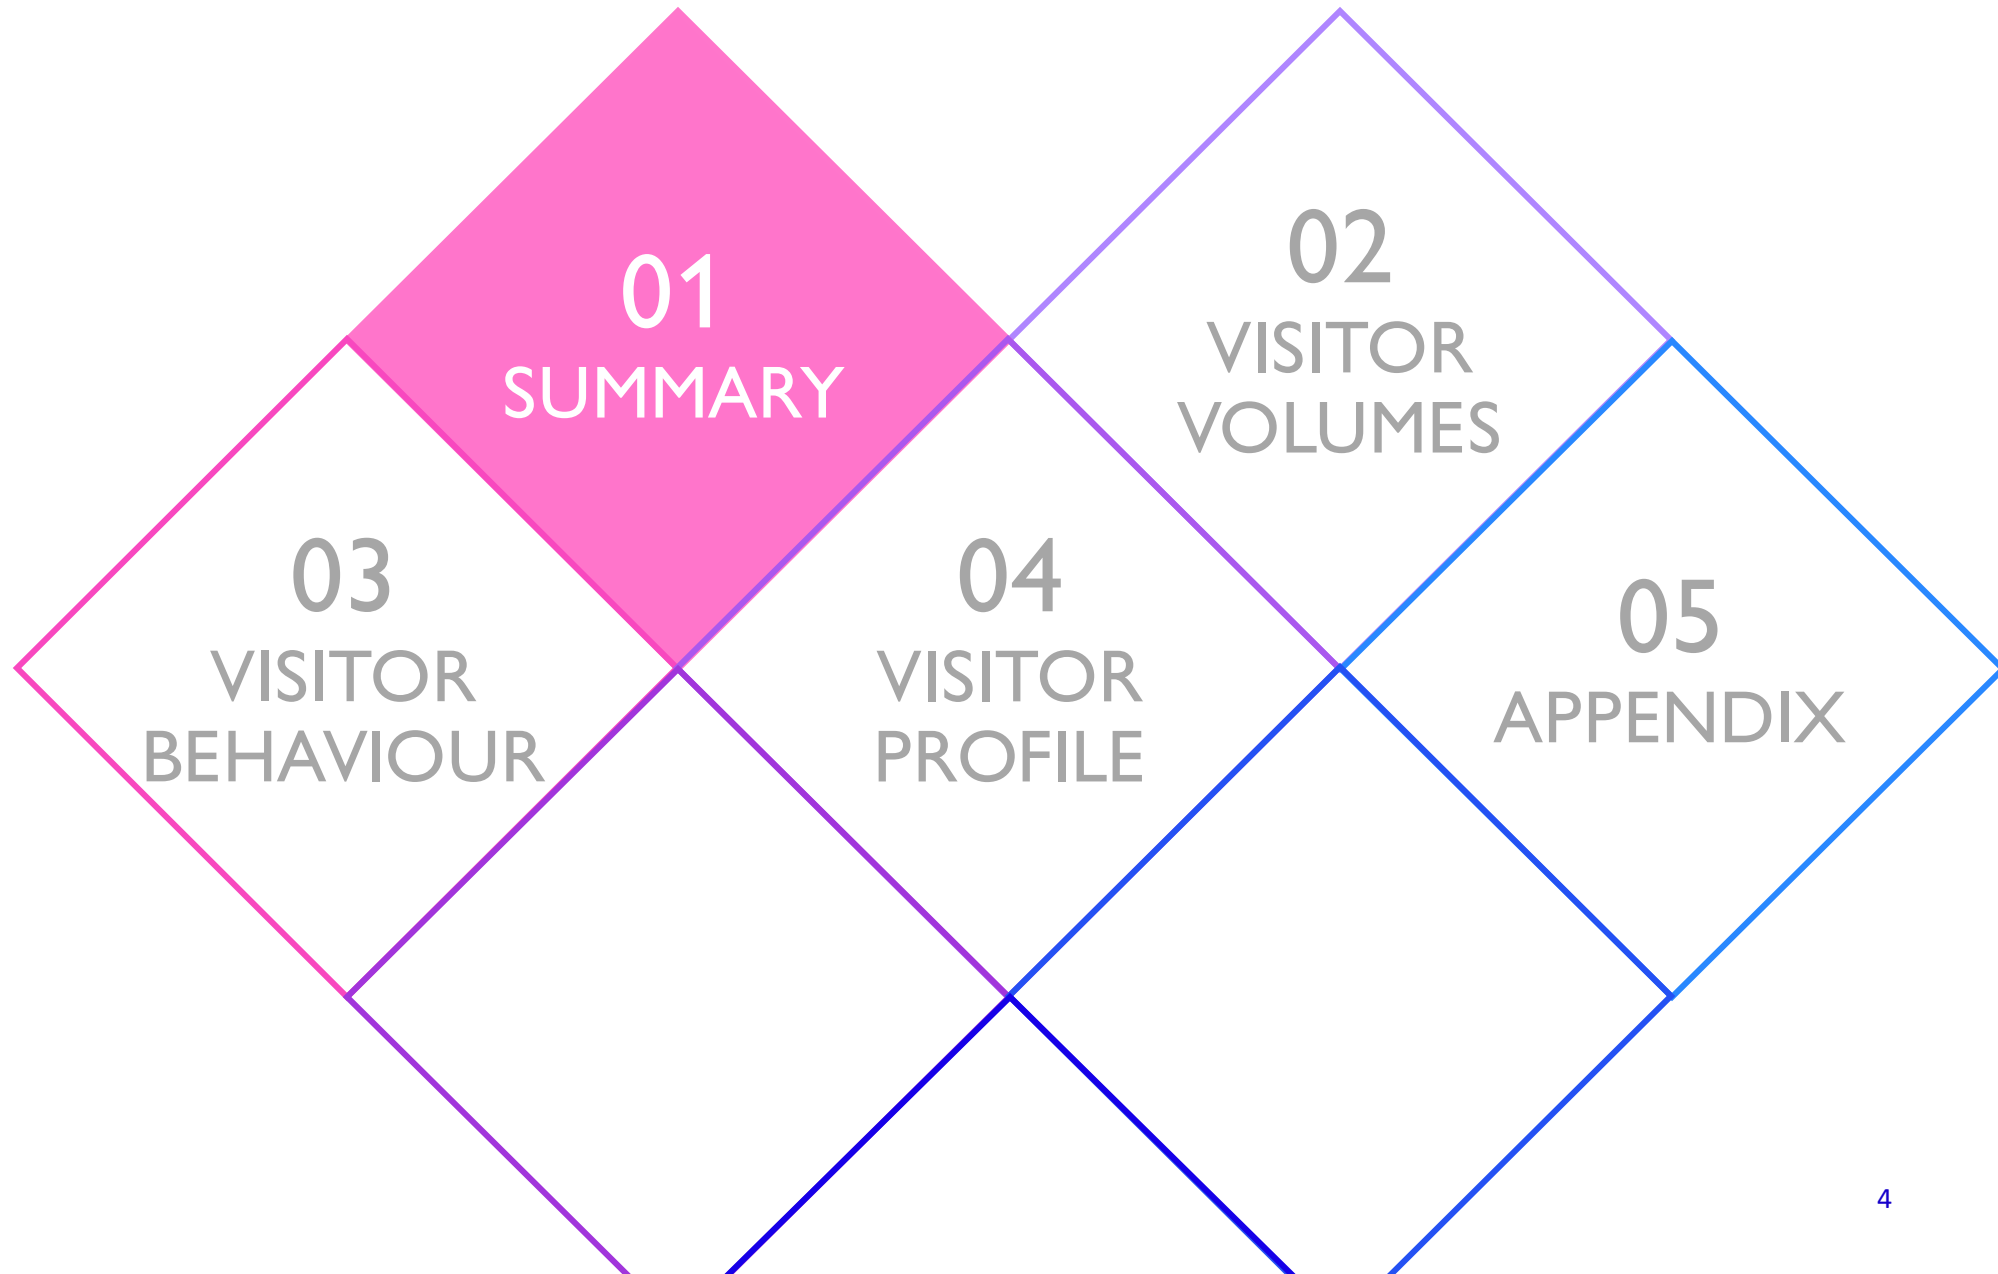 01
SUMMARY
02
VISITOR
VOLUMES
03
VISITOR
BEHAVIOUR
04
VISITOR
PROFILE
05
APPENDIX
4